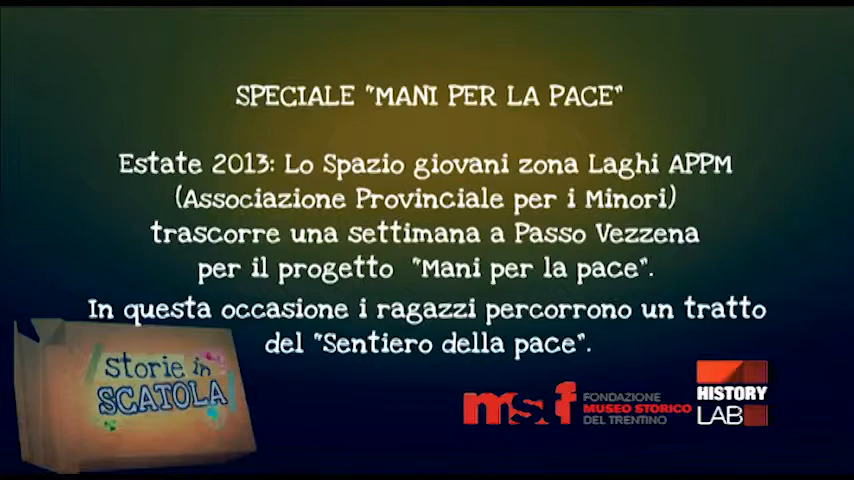 SPECIALE "MANI PER LA PACE"
Estate 2013: Lo Spazio giovani zona Laghi APPM
(Associazione Provinciale per i Minori)
trascorre una settimana a Passo Vezzena
per il progetto "Mani per la pace".
In questa occasione i ragazzi percorrono un tratto
del "Sentiero della pace".
storie in
SCATOLA
mstf
FONDAZIONE
MUSEO STORICO
DEL TRENTINO
HISTORY
LAB